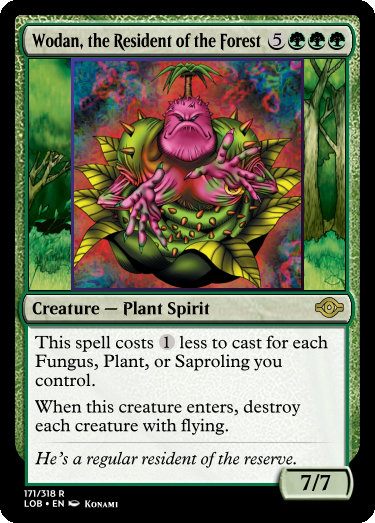 Wodan, the Resident of the Forest 5
Creature — Plant Spirit
This spell costs 1 less to cast for each
Fungus, Plant, or Saproling you
control.
When this creature enters, destroy
each creature with flying.
He's a regular resident of the reserve.
7/7
171/318 R
LOB • EN Konami